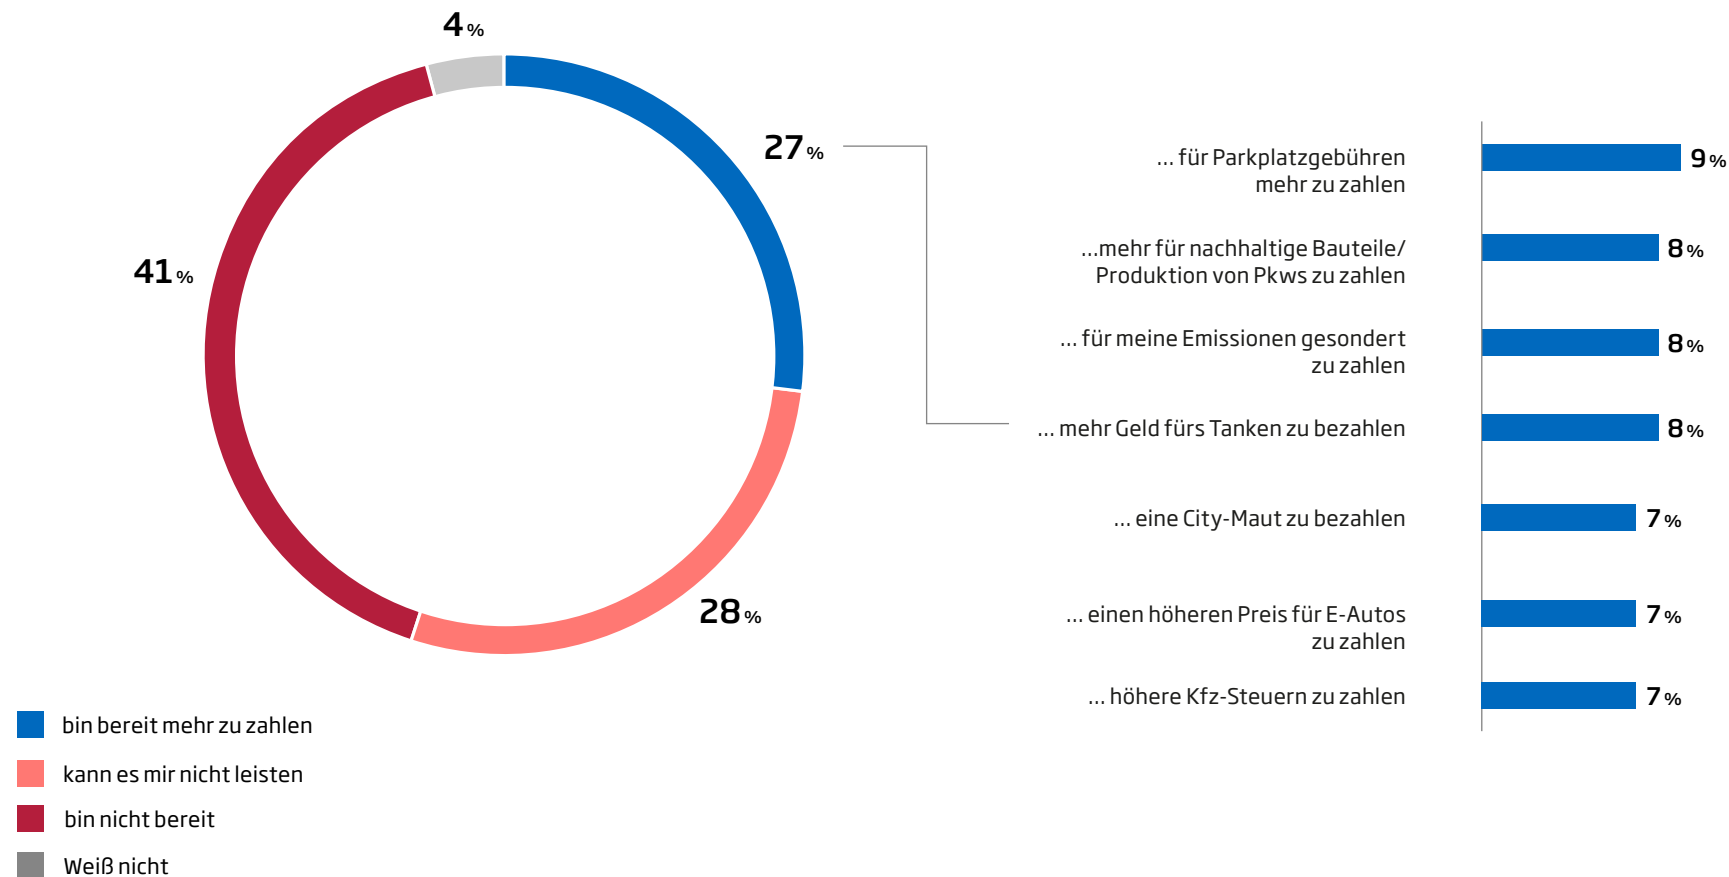 4%
27%
41%
28%
bin bereit mehr zu zahlen
kann es mir nicht leisten
bin nicht bereit
Weiß nicht
... für Parkplatzgebühren
mehr zu zahlen
9%
...mehr für nachhaltige Bauteile/
Produktion von Pkws zu zahlen
8%
... für meine Emissionen gesondert
zu zahlen
8%
... mehr Geld fürs Tanken zu bezahlen
8%
... eine City-Maut zu bezahlen
7%
... einen höheren Preis für E-Autos
zu zahlen
7%
... höhere Kfz-Steuern zu zahlen
7%